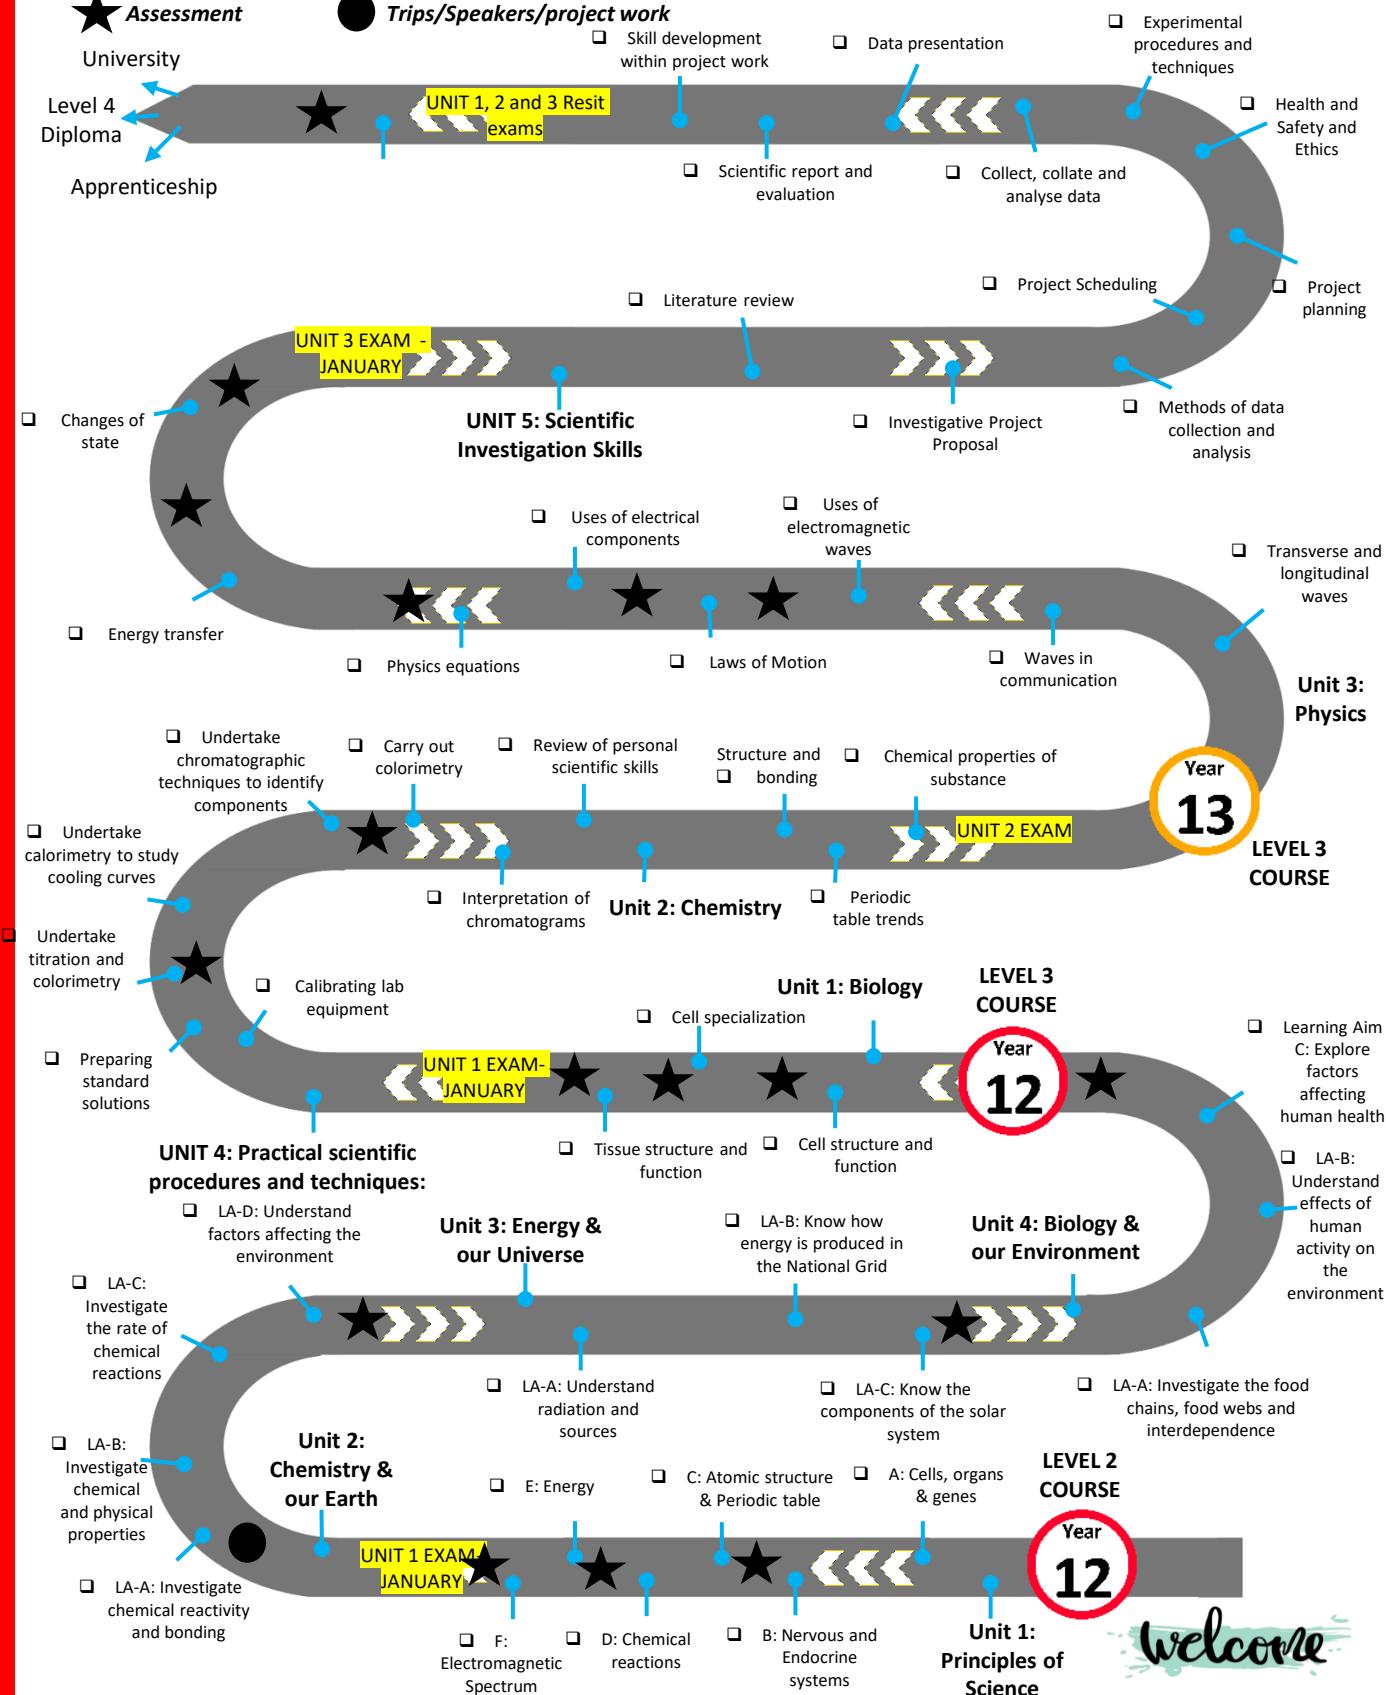 Assessment
Trips/Speakers/project work
University
Level 4
Diploma
Apprenticeship
UNIT 1, 2 and 3 Resit
exams
Skill development
within project work
Data presentation
Experimental
procedures and
techniques
Health and
Safety and
Ethics
Scientific report and
evaluation
Collect, collate and
analyse data
Project
planning
Project Scheduling
Literature review
UNIT 3 EXAM -
JANUARY
Changes of
state
UNIT 5: Scientific
Investigation Skills
Investigative Project
Proposal
Methods of data
collection and
analysis
Uses of electrical
components
Uses of
electromagnetic
waves
Transverse and
longitudinal
waves
Energy transfer
Physics equations
Laws of Motion
Waves in
communication
Unit 3:
Physics
Undertake
chromatographic
techniques to identify
components
Carry out
colorimetry
Review of personal
scientific skills
Structure and
bonding
Chemical properties of
substance
Year
13
LEVEL 3
COURSE
UNIT 2 EXAM
Undertake
calorimetry to study
cooling curves
Interpretation of
chromatograms
Unit 2: Chemistry
Periodic
table trends
Undertake
titration and
colorimetry
Calibrating lab
equipment
Cell specialization
Unit 1: Biology
LEVEL 3
COURSE
Year
12
Learning Aim
C: Explore
factors
affecting
human health
Preparing
standard
solutions
UNIT 1 EXAM-
JANUARY
UNIT 4: Practical scientific
procedures and techniques:
Tissue structure and
function
Cell structure and
function
LA-B:
Understand
effects of
human
activity on
the
environment
LA-D: Understand
factors affecting the
environment
Unit 3: Energy &
our Universe
LA-B: Know how
energy is produced in
the National Grid
Unit 4: Biology &
our Environment
LA-C:
Investigate
the rate of
chemical
reactions
LA-A: Understand
radiation and
sources
LA-C: Know the
components of the solar
system
LA-A: Investigate the food
chains, food webs and
interdependence
LA-B:
Investigate
chemical
and physical
properties
Unit 2:
Chemistry &
our Earth
E: Energy
C: Atomic structure
& Periodic table
A: Cells, organs
& genes
LEVEL 2
COURSE
Year
12
UNIT 1 EXAM-
JANUARY
LA-A: Investigate
chemical reactivity
and bonding
F:
Electromagnetic
Spectrum
D: Chemical
reactions
B: Nervous and
Endocrine
systems
Unit 1:
Principles of
Science
welcome